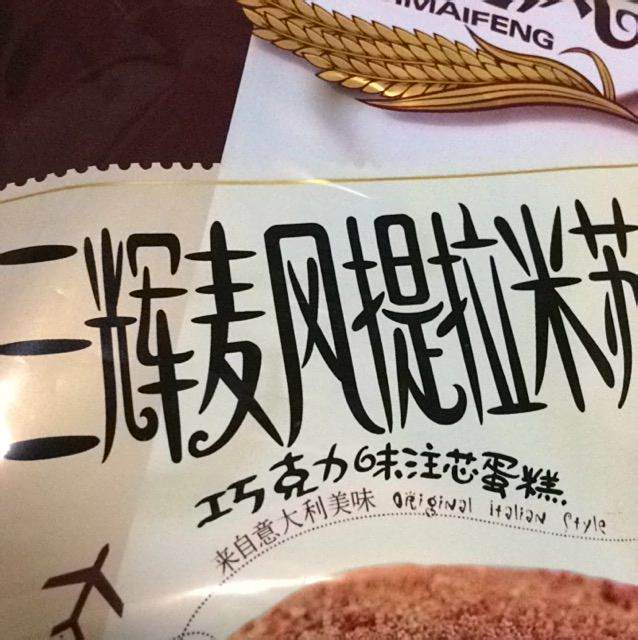 IMAIFENG
三辉麦风提拉米苏
巧克力味注芯蛋糕
来自意大利美味 Original italian style